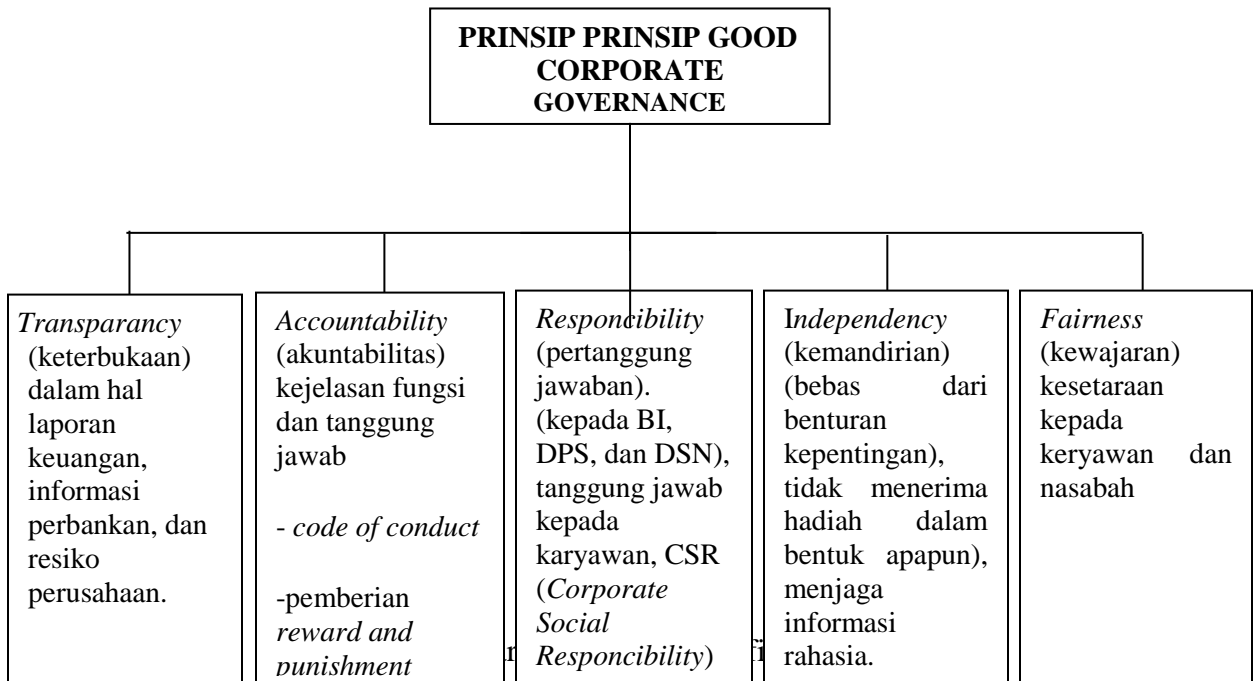 PRINSIP PRINSIP GOOD
CORPORATE
GOVERNANCE
Transparancy
(keterbukaan)
dalam hal
laporan
keuangan,
informasi
perbankan, dan
resiko
perusahaan.
Accountability
(akuntabilitas)
kejelasan fungsi
dan tanggung
jawab
- code of conduct
-pemberian
reward and
punishment
Responcibility
(pertanggung
jawaban).
(kepada BI,
DPS, dan DSN),
tanggung jawab
kepada
karyawan, CSR
(Corporate
Social
Responcibility)
Independency
(kemandirian)
(bebas dari
benturan
kepentingan),
tidak menerima
hadiah dalam
bentuk apapun),
menjaga
informasi
rahasia.
Fairness
(kewajaran)
kesetaraan
kepada
keryawan dan
nasabah